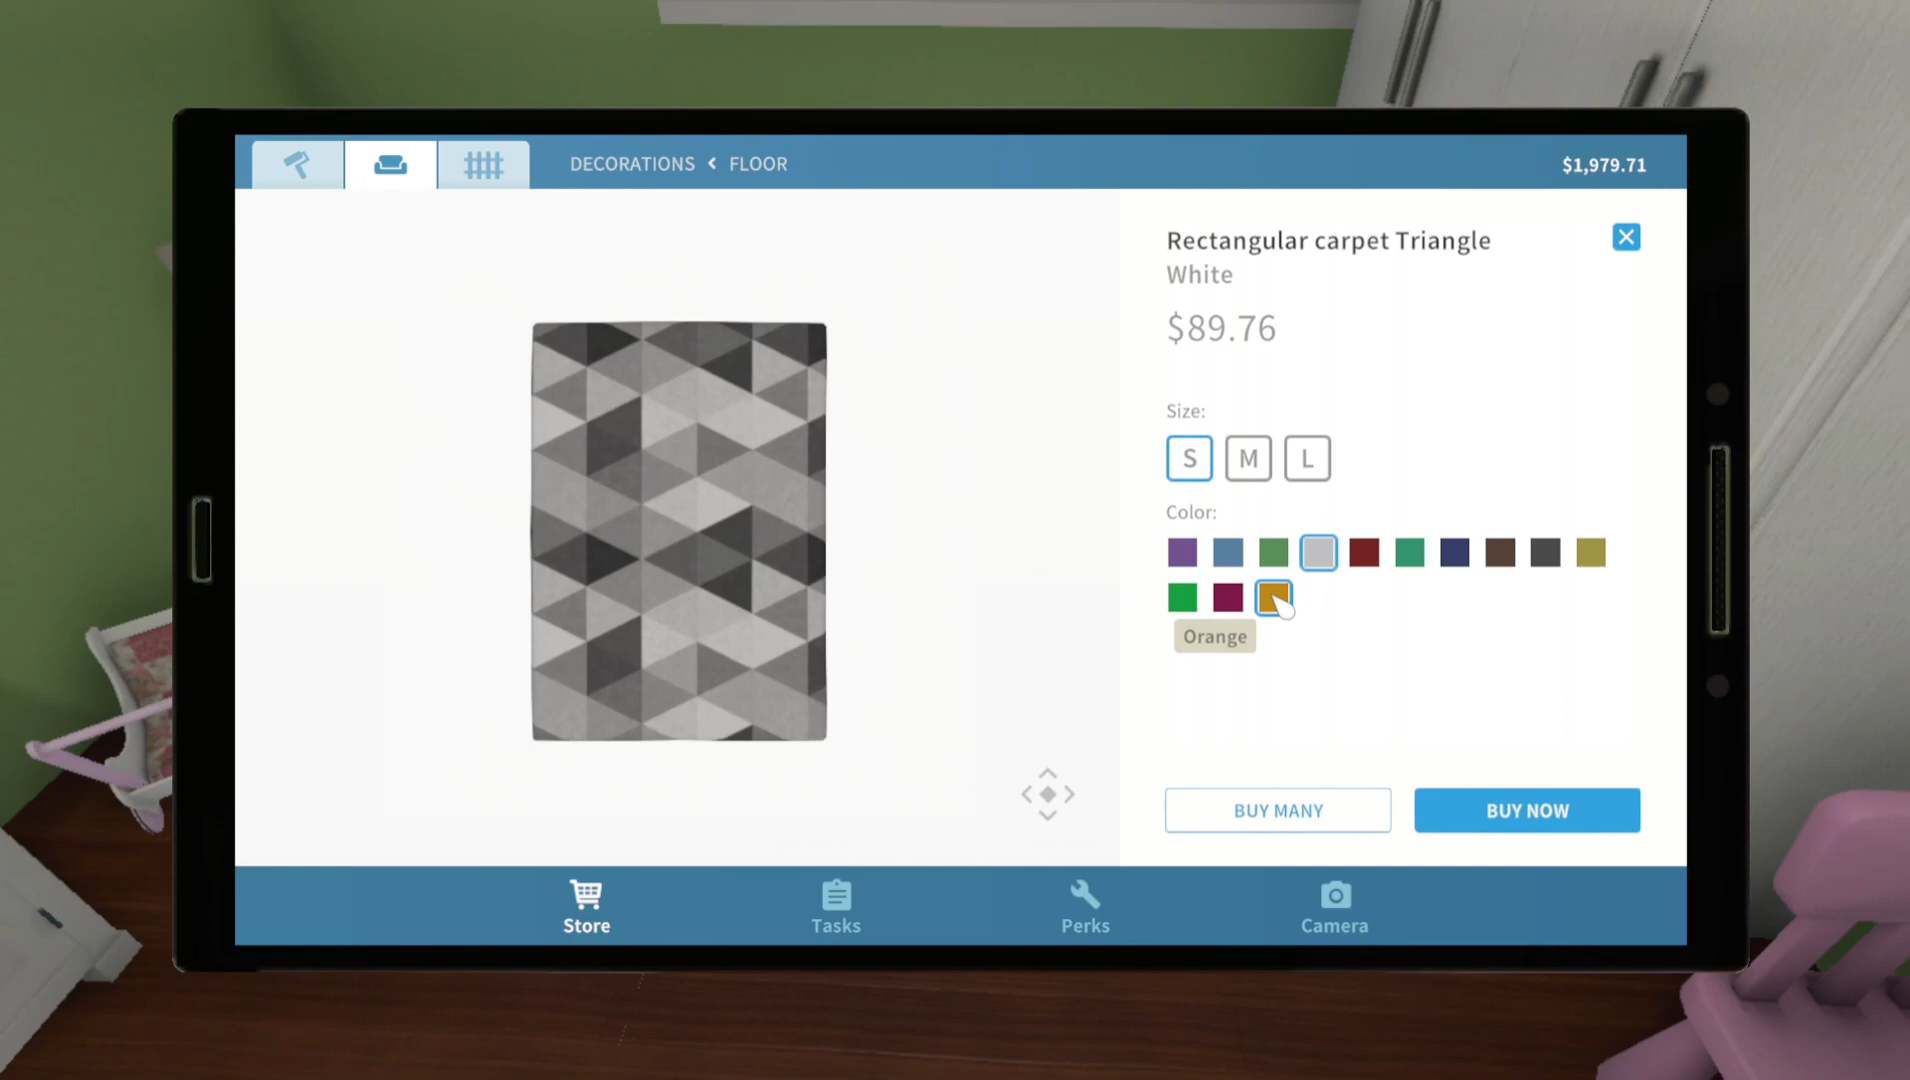 DECORATIONS < FLOOR
$1,979.71
Rectangular carpet Triangle
White
$89.76
Size:
S M L
Color:
Orange
BUY MANY BUY NOW
Store Tasks Perks Camera